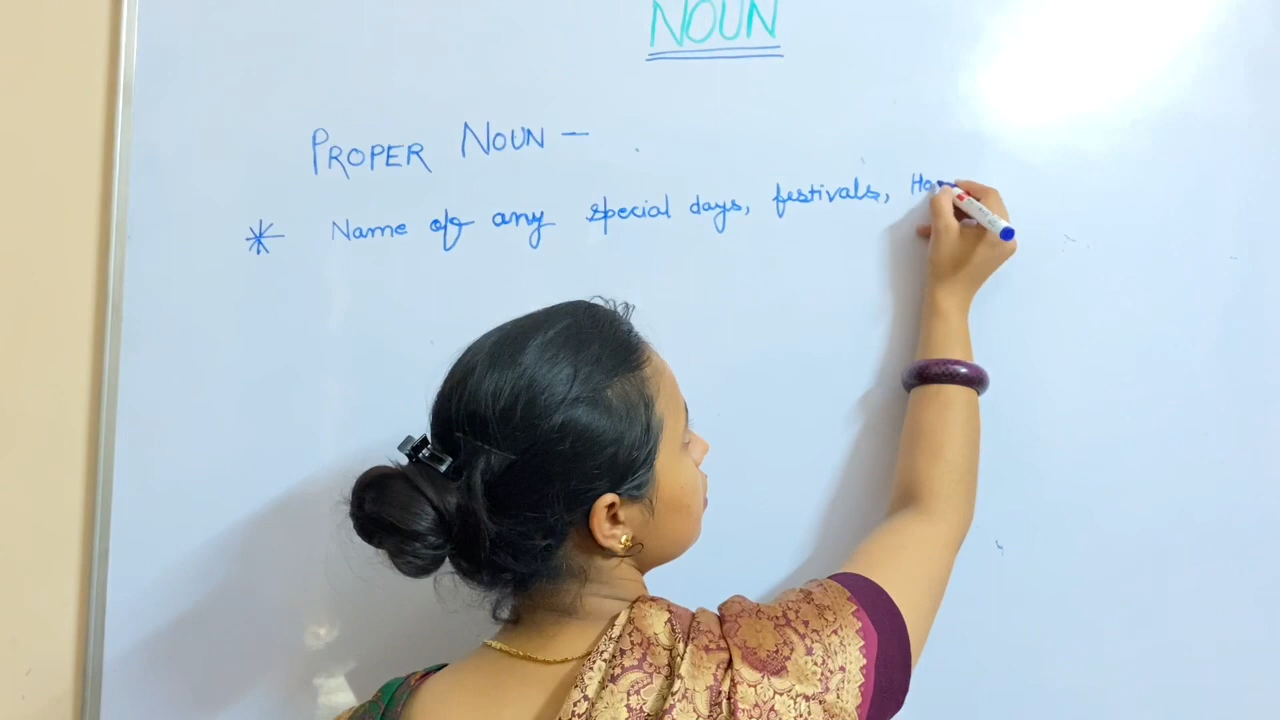 NOUN
PROPER NOUN —
* Name of any special days, festivals,